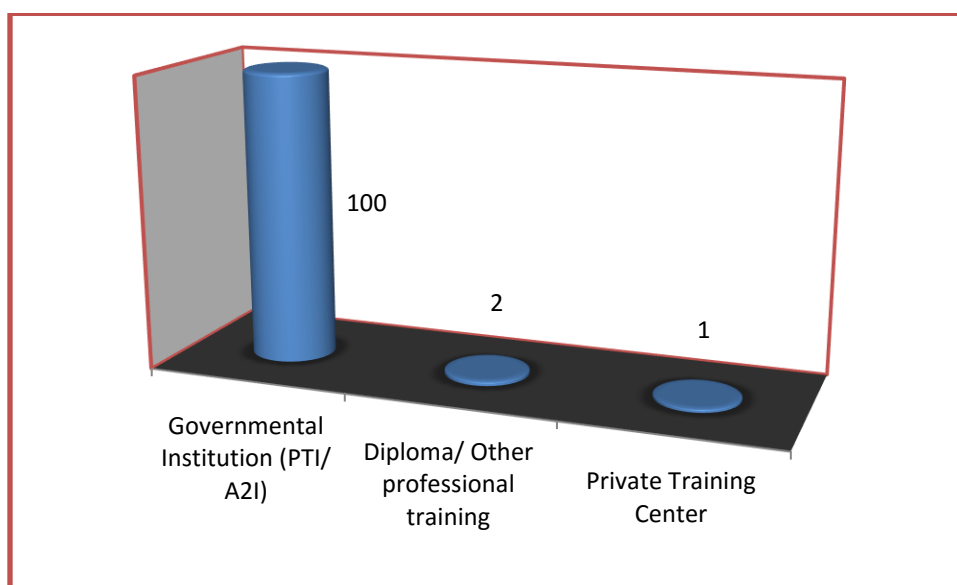 100
2
1
Governmental
Institution (PTI/
A2I)
Diploma/ Other
professional
training
Private Training
Center